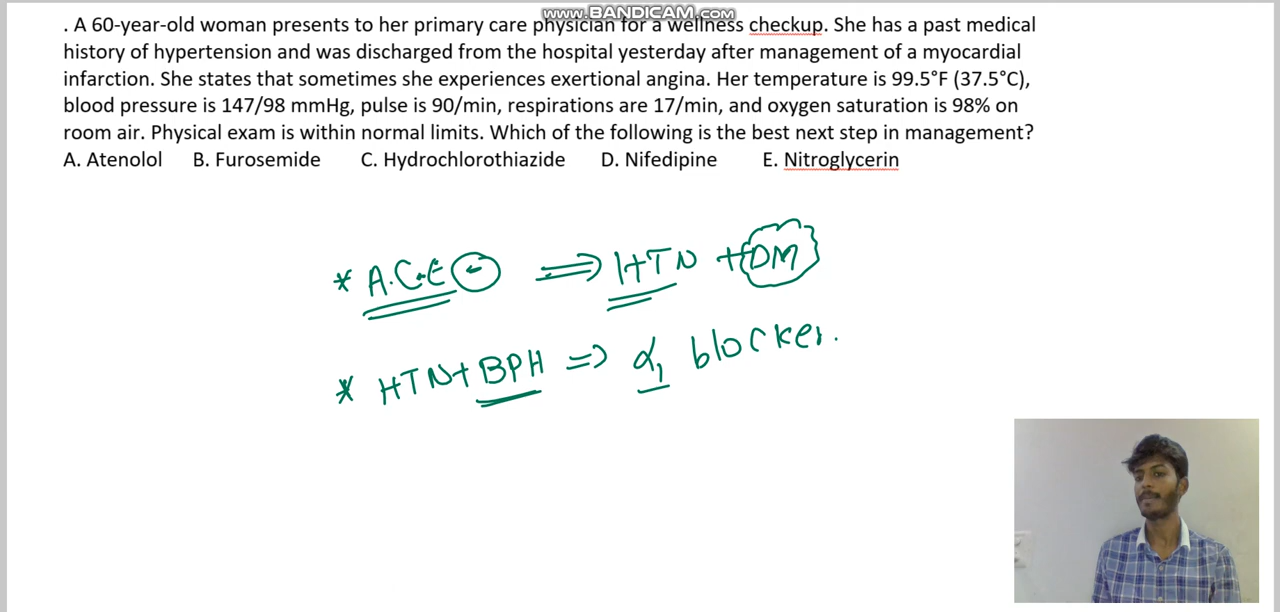 www.BANDICAM.com
. A 60-year-old woman presents to her primary care physician for a wellness checkup. She has a past medical
history of hypertension and was discharged from the hospital yesterday after management of a myocardial
infarction. She states that sometimes she experiences exertional angina. Her temperature is 99.5°F (37.5°C),
blood pressure is 147/98 mmHg, pulse is 90/min, respirations are 17/min, and oxygen saturation is 98% on
room air. Physical exam is within normal limits. Which of the following is the best next step in management?
A. Atenolol B. Furosemide C. Hydrochlorothiazide D. Nifedipine E. Nitroglycerin
* A.C.E (-) ⇒ HTN + DM
* HTN + BPH ⇒ α1 blocker.